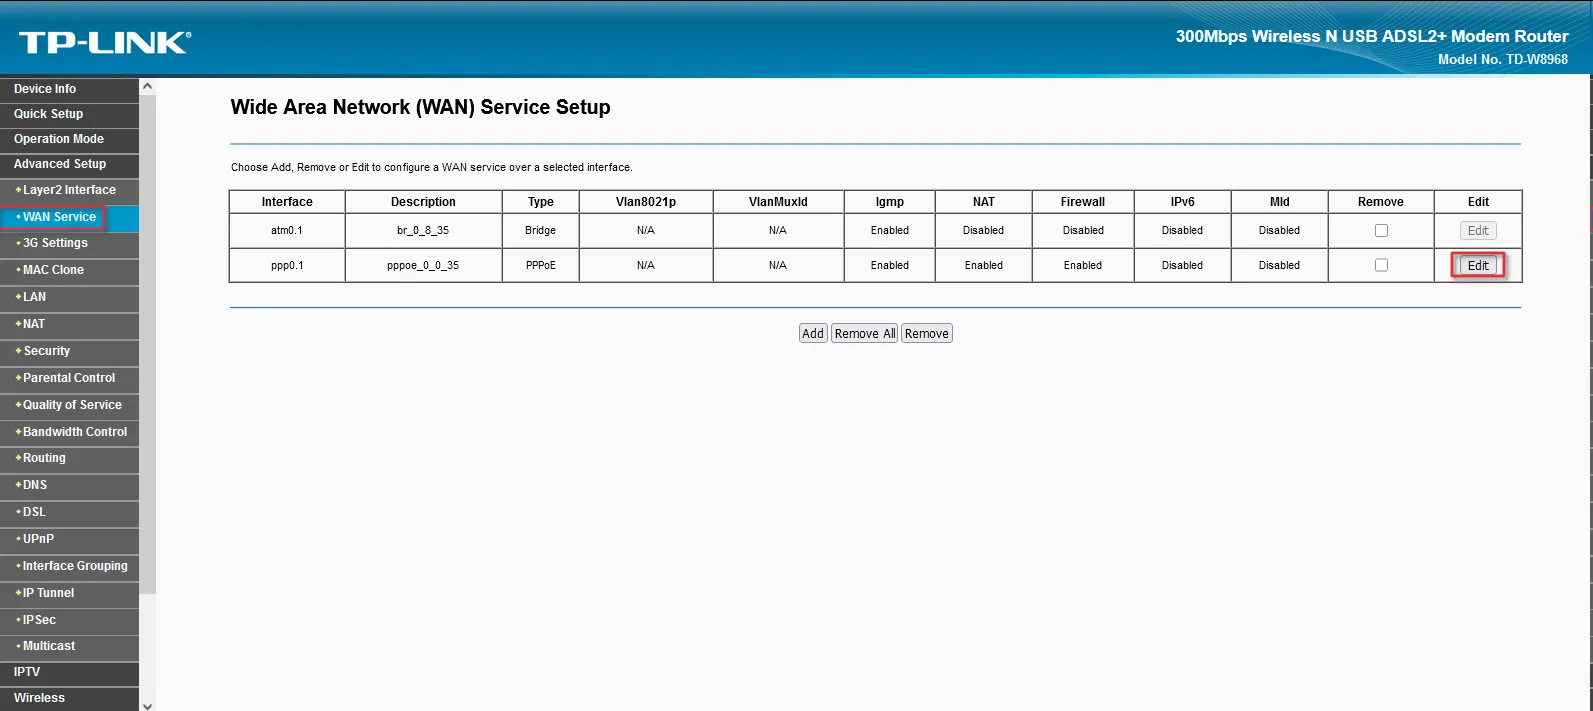 TP-LINK®
300Mbps Wireless N USB ADSL2+ Modem Router
Model No. TD-W8968
Device Info
Quick Setup
Operation Mode
Advanced Setup
Layer2 Interface
WAN Service
3G Settings
MAC Clone
LAN
NAT
Security
Parental Control
Quality of Service
Bandwidth Control
Routing
DNS
DSL
UPnP
Interface Grouping
IP Tunnel
IPSec
Multicast
IPTV
Wireless
Wide Area Network (WAN) Service Setup
Choose Add, Remove or Edit to configure a WAN service over a selected interface.
Interface Description Type Vlan8021p VlanMuxId Igmp NAT Firewall IPv6 Mld Remove Edit
atm0.1 br_0_8_35 Bridge N/A N/A Enabled Disabled Disabled Disabled Disabled Edit
ppp0.1 pppoe_0_0_35 PPPoE N/A N/A Enabled Enabled Enabled Disabled Disabled Edit
Add Remove All Remove